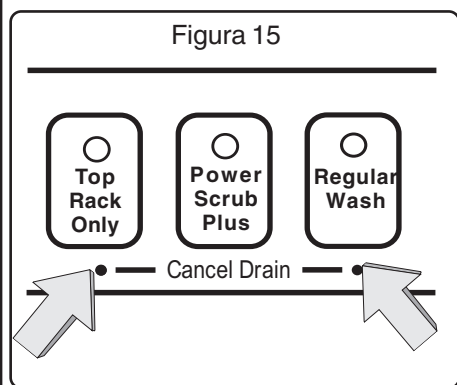 Figura 15
Top
Rack
Only
Power
Scrub
Plus
Regular
Wash
Cancel Drain